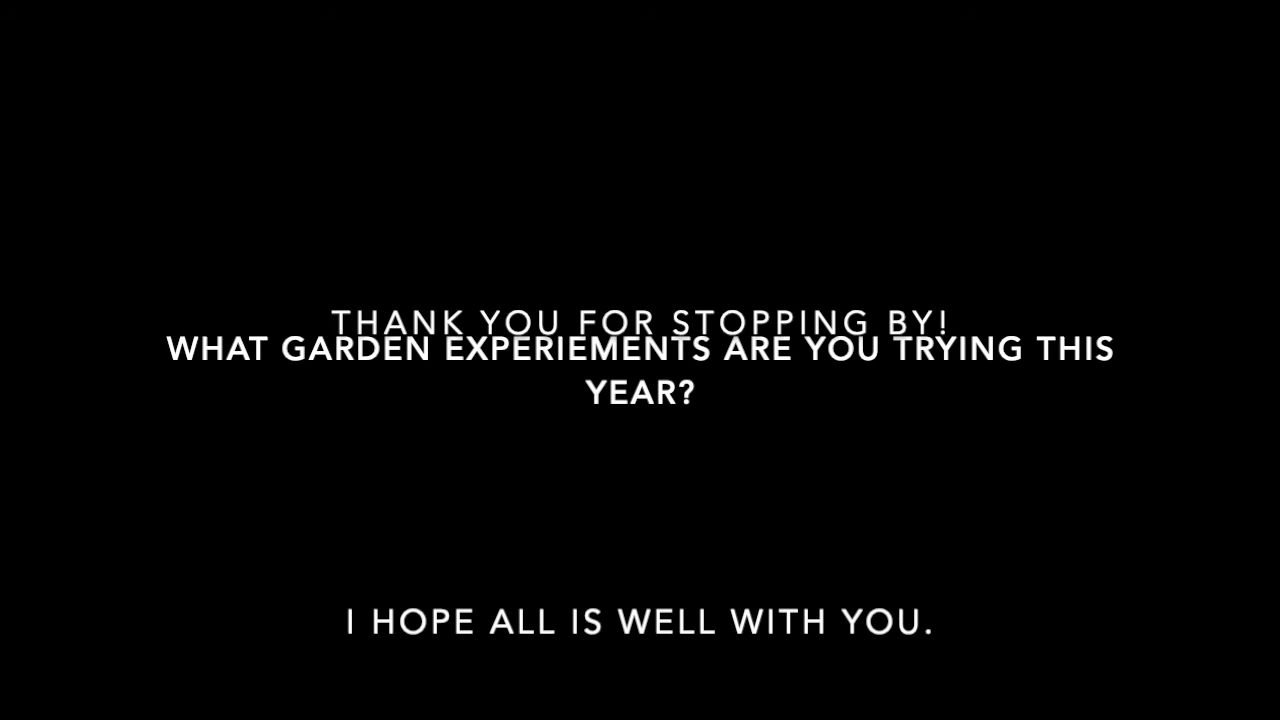 THANK YOU FOR STOPPING BY!
WHAT GARDEN EXPERIEMENTS ARE YOU TRYING THIS
YEAR?
I HOPE ALL IS WELL WITH YOU.